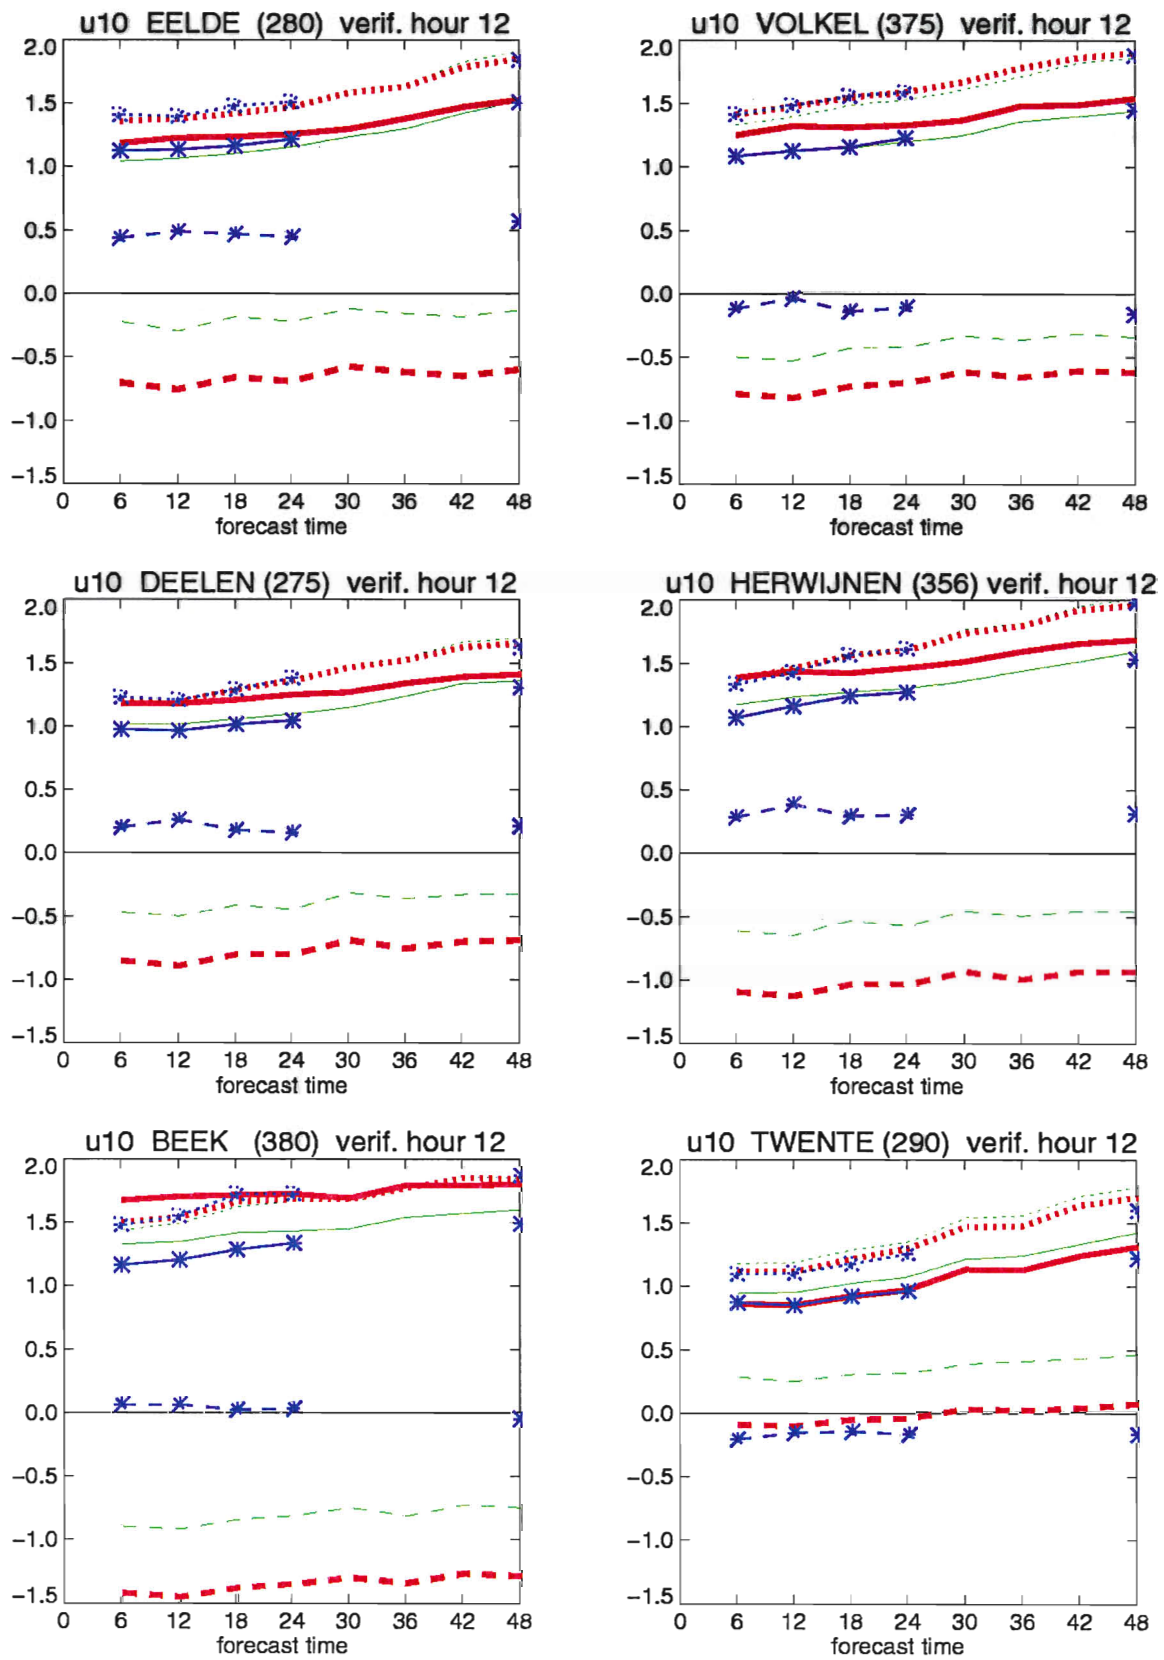 u10 EELDE (280) verif. hour 12
2.0
1.5
1.0
0.5
0.0
−0.5
−1.0
−1.5
0 6 12 18 24 30 36 42 48
forecast time
u10 VOLKEL (375) verif. hour 12
2.0
1.5
1.0
0.5
0.0
−0.5
−1.0
−1.5
0 6 12 18 24 30 36 42 48
forecast time
u10 DEELEN (275) verif. hour 12
2.0
1.5
1.0
0.5
0.0
−0.5
−1.0
−1.5
0 6 12 18 24 30 36 42 48
forecast time
u10 HERWIJNEN (356) verif. hour 12
2.0
1.5
1.0
0.5
0.0
−0.5
−1.0
−1.5
0 6 12 18 24 30 36 42 48
forecast time
u10 BEEK (380) verif. hour 12
2.0
1.5
1.0
0.5
0.0
−0.5
−1.0
−1.5
0 6 12 18 24 30 36 42 48
forecast time
u10 TWENTE (290) verif. hour 12
2.0
1.5
1.0
0.5
0.0
−0.5
−1.0
−1.5
0 6 12 18 24 30 36 42 48
forecast time